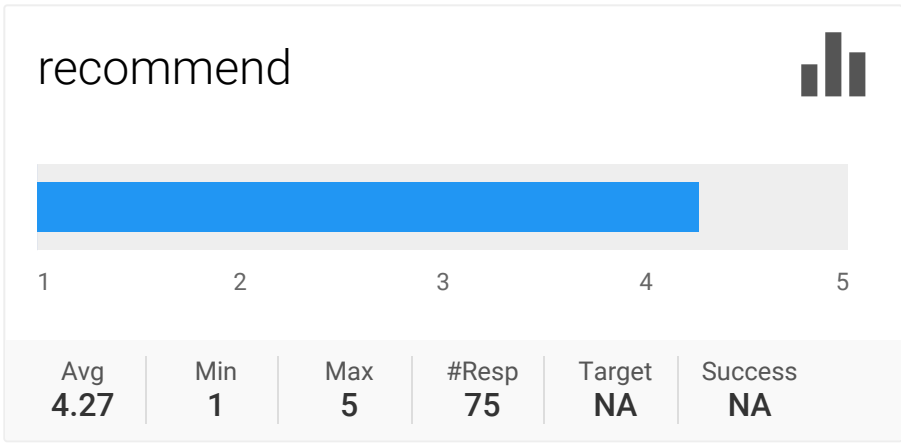 recommend
1 2 3 4 5
Avg Min Max #Resp Target Success
4.27 1 5 75 NA NA